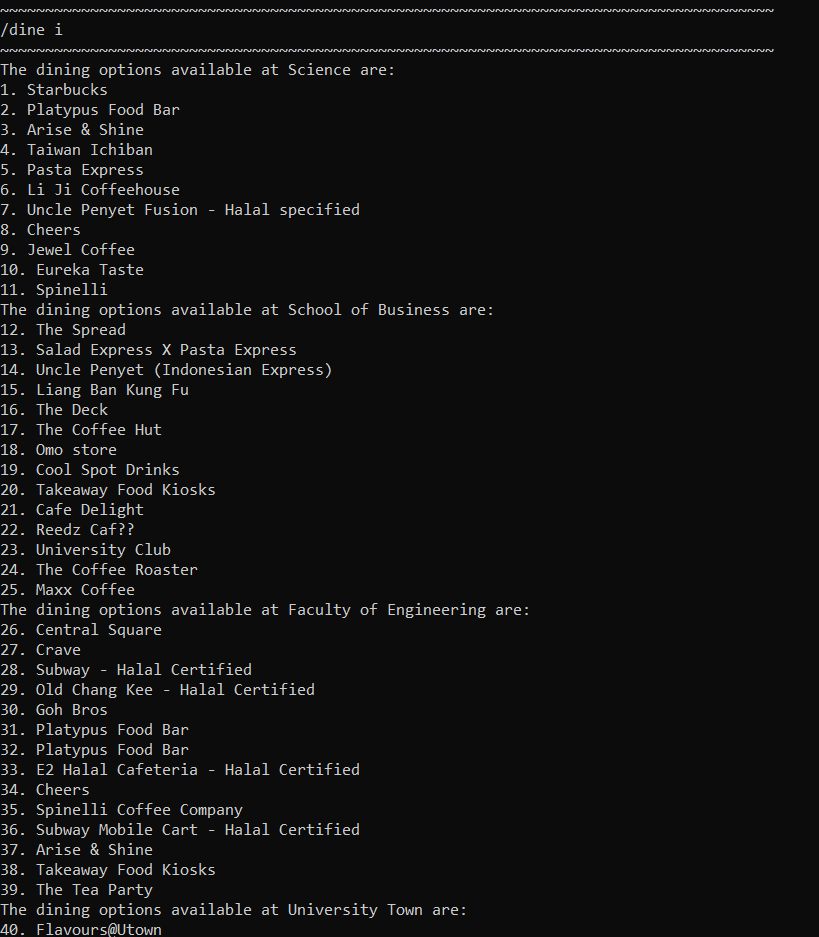 ~~~~~~~~~~~~~~~~~~~~~~~~~~~~~~~~~~~~~~~~~~~~~~~~~~~~~~~~~~~~~~~~~~~~~~~~~~~~~~~~~~~~~~
/dine i
~~~~~~~~~~~~~~~~~~~~~~~~~~~~~~~~~~~~~~~~~~~~~~~~~~~~~~~~~~~~~~~~~~~~~~~~~~~~~~~~~~~~~~
The dining options available at Science are:
1. Starbucks
2. Platypus Food Bar
3. Arise & Shine
4. Taiwan Ichiban
5. Pasta Express
6. Li Ji Coffeehouse
7. Uncle Penyet Fusion - Halal specified
8. Cheers
9. Jewel Coffee
10. Eureka Taste
11. Spinelli
The dining options available at School of Business are:
12. The Spread
13. Salad Express X Pasta Express
14. Uncle Penyet (Indonesian Express)
15. Liang Ban Kung Fu
16. The Deck
17. The Coffee Hut
18. Omo store
19. Cool Spot Drinks
20. Takeaway Food Kiosks
21. Cafe Delight
22. Reedz Caf??
23. University Club
24. The Coffee Roaster
25. Maxx Coffee
The dining options available at Faculty of Engineering are:
26. Central Square
27. Crave
28. Subway - Halal Certified
29. Old Chang Kee - Halal Certified
30. Goh Bros
31. Platypus Food Bar
32. Platypus Food Bar
33. E2 Halal Cafeteria - Halal Certified
34. Cheers
35. Spinelli Coffee Company
36. Subway Mobile Cart - Halal Certified
37. Arise & Shine
38. Takeaway Food Kiosks
39. The Tea Party
The dining options available at University Town are:
40. Flavours@Utown